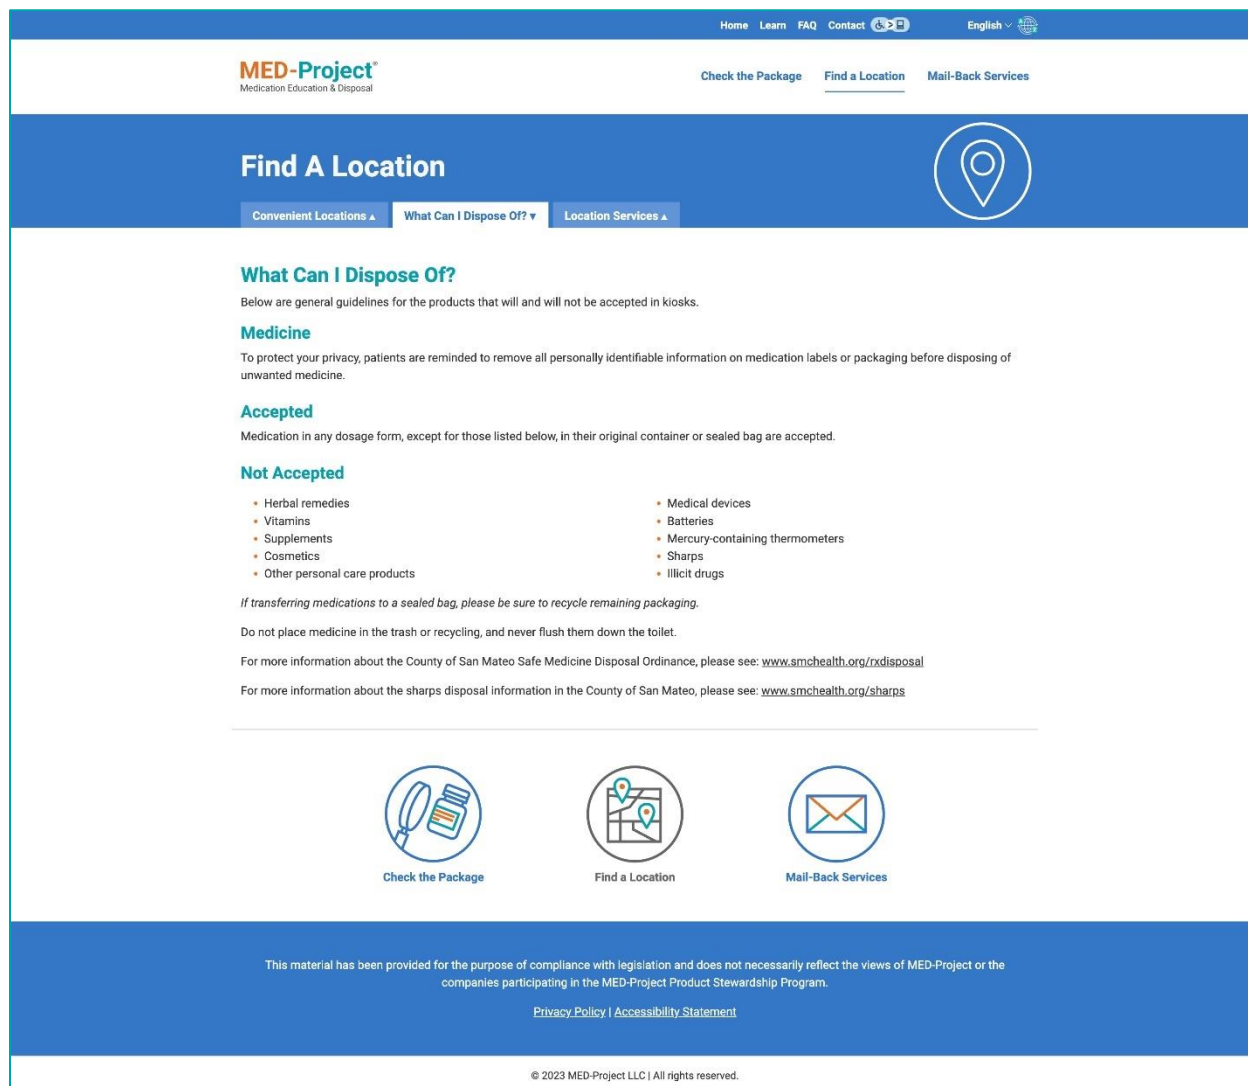 Home Learn FAQ Contact English
MED-Project®
Medication Education & Disposal
Check the Package Find a Location Mail-Back Services
Find A Location
Convenient Locations ▴ What Can I Dispose Of? ▾ Location Services ▴
What Can I Dispose Of?
Below are general guidelines for the products that will and will not be accepted in kiosks.
Medicine
To protect your privacy, patients are reminded to remove all personally identifiable information on medication labels or packaging before disposing of
unwanted medicine.
Accepted
Medication in any dosage form, except for those listed below, in their original container or sealed bag are accepted.
Not Accepted
• Herbal remedies
• Vitamins
• Supplements
• Cosmetics
• Other personal care products
• Medical devices
• Batteries
• Mercury-containing thermometers
• Sharps
• Illicit drugs
If transferring medications to a sealed bag, please be sure to recycle remaining packaging.
Do not place medicine in the trash or recycling, and never flush them down the toilet.
For more information about the County of San Mateo Safe Medicine Disposal Ordinance, please see: www.smchealth.org/rxdisposal
For more information about the sharps disposal information in the County of San Mateo, please see: www.smchealth.org/sharps
Check the Package
Find a Location
Mail-Back Services
This material has been provided for the purpose of compliance with legislation and does not necessarily reflect the views of MED-Project or the
companies participating in the MED-Project Product Stewardship Program.
Privacy Policy | Accessibility Statement
© 2023 MED-Project LLC | All rights reserved.